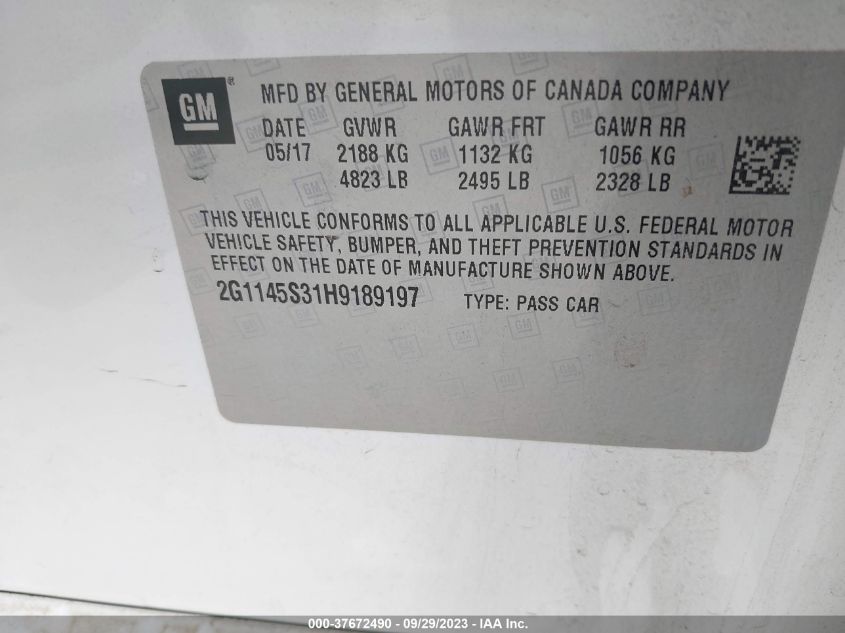 GM ® MFD BY GENERAL MOTORS OF CANADA COMPANY
DATE GVWR GAWR FRT GAWR RR
05/17 2188 KG 1132 KG 1056 KG
4823 LB 2495 LB 2328 LB
THIS VEHICLE CONFORMS TO ALL APPLICABLE U.S. FEDERAL MOTOR
VEHICLE SAFETY, BUMPER, AND THEFT PREVENTION STANDARDS IN
EFFECT ON THE DATE OF MANUFACTURE SHOWN ABOVE.
2G1145S31H9189197 TYPE: PASS CAR
000-37672490 - 09/29/2023 - IAA Inc.